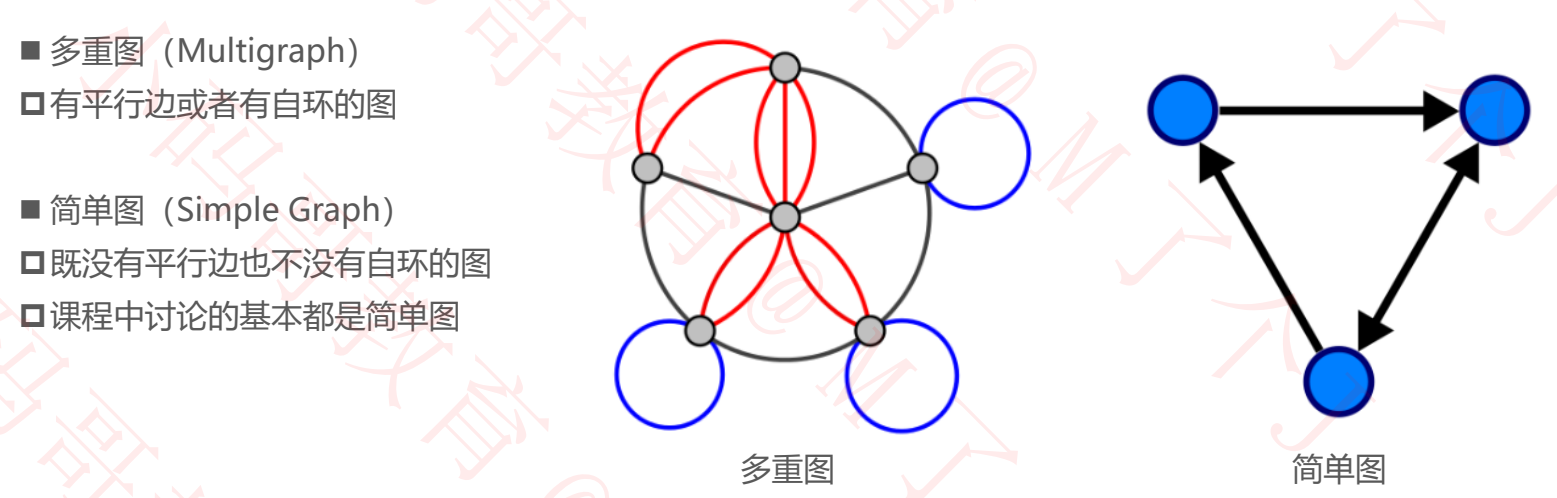 ■ 多重图（Multigraph）
有平行边或者有自环的图
■ 简单图（Simple Graph）
既没有平行边也不没有自环的图
课程中讨论的基本都是简单图
多重图
简单图